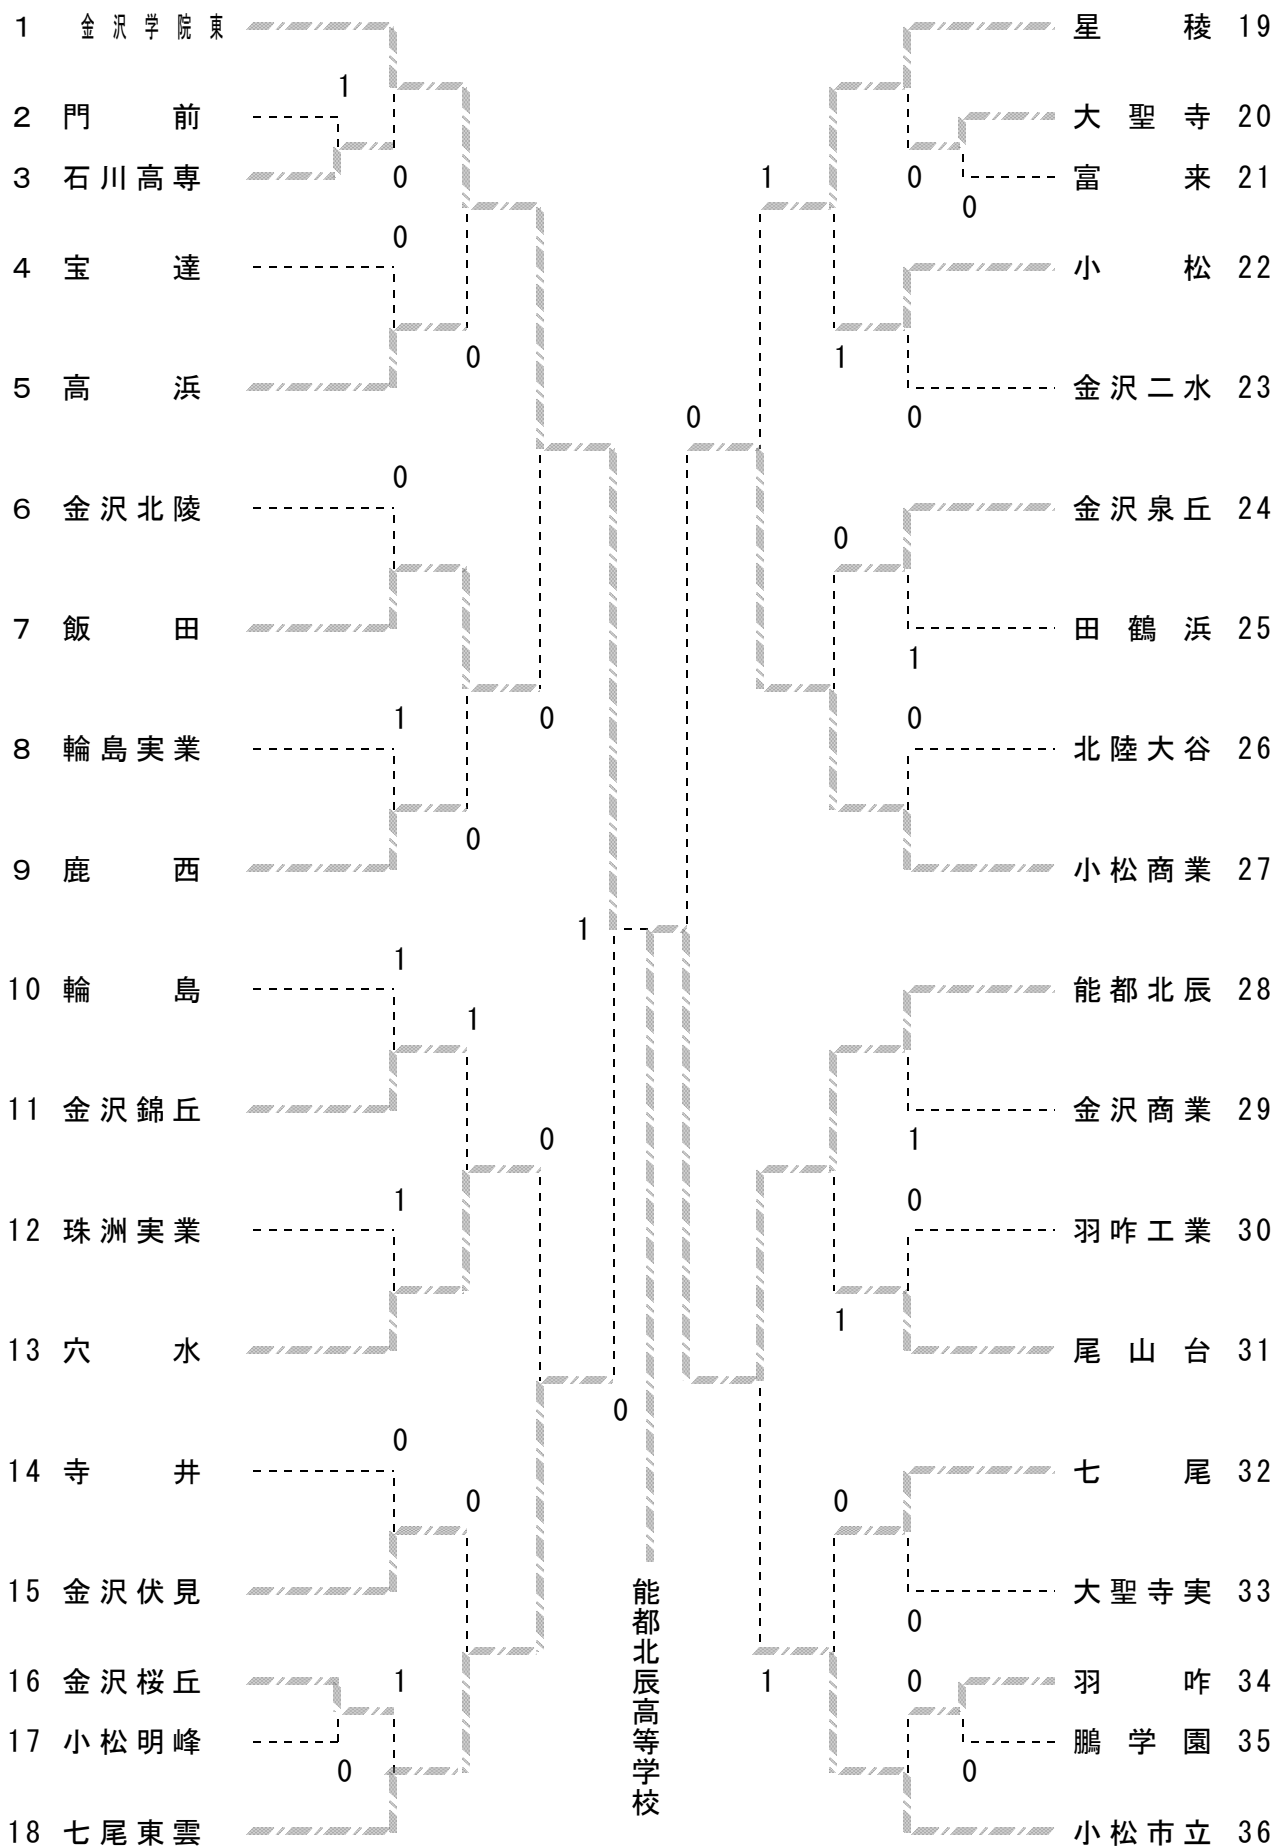 1 金沢学院東
1
2 門前
3 石川高専
0
0
4 宝達
0
5 高浜
0
6 金沢北陵
7 飯田
1
0
8 輪島実業
0
9 鹿西
1
1
10 輪島
1
11 金沢錦丘
0
1
12 珠洲実業
13 穴水
0
0
14 寺井
0
15 金沢伏見
16 金沢桜丘
1
17 小松明峰
0
18 七尾東雲
星稜 19
大聖寺 20
1
0
富来 21
0
小松 22
1
金沢二水 23
0
0
金沢泉丘 24
0
田鶴浜 25
1
0
北陸大谷 26
小松商業 27
能都北辰 28
金沢商業 29
1
0
羽咋工業 30
1
尾山台 31
七尾 32
0
大聖寺実 33
0
1
0
羽咋 34
鵬学園 35
0
小松市立 36
能都北辰高等学校